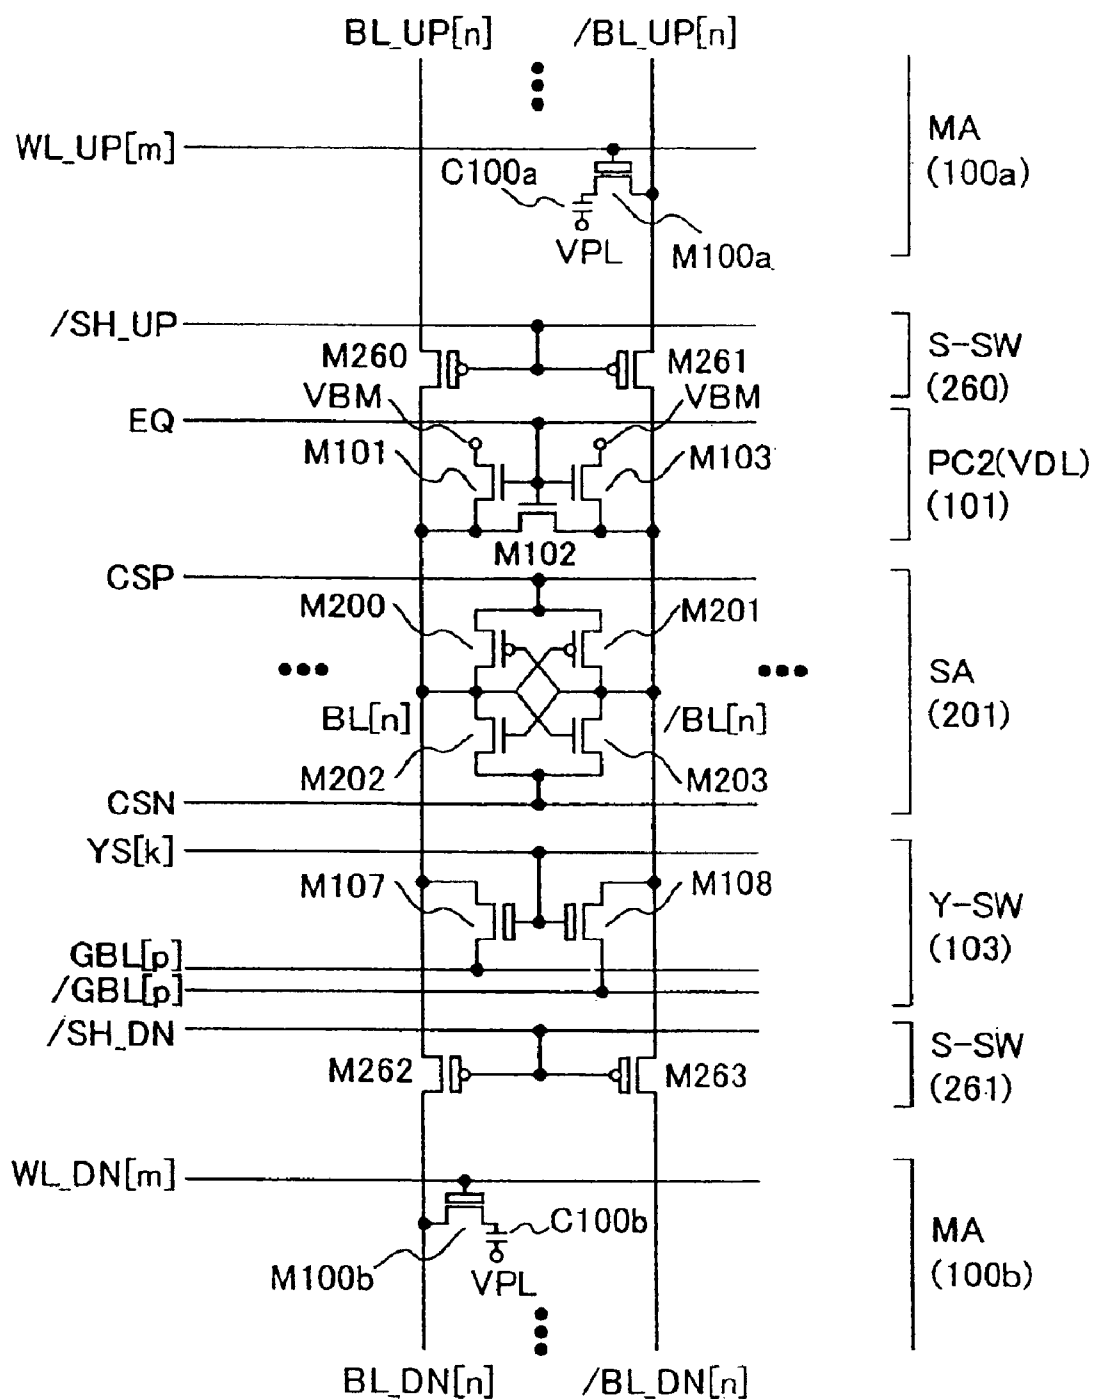 BL_UP[n] /BL_UP[n]
WL_UP[m]
C100a
VPL
M100a
MA
(100a)
/SH_UP
M260
M261
S-SW
(260)
VBM
VBM
EQ
M101
M103
M102
PC2(VDL)
(101)
CSP
M200
M201
BL[n]
/BL[n]
M202
M203
CSN
SA
(201)
YS[k]
M107
M108
GBL[p]
/GBL[p]
Y-SW
(103)
/SH_DN
M262
M263
S-SW
(261)
WL_DN[m]
C100b
M100b
VPL
MA
(100b)
BL_DN[n] /BL_DN[n]